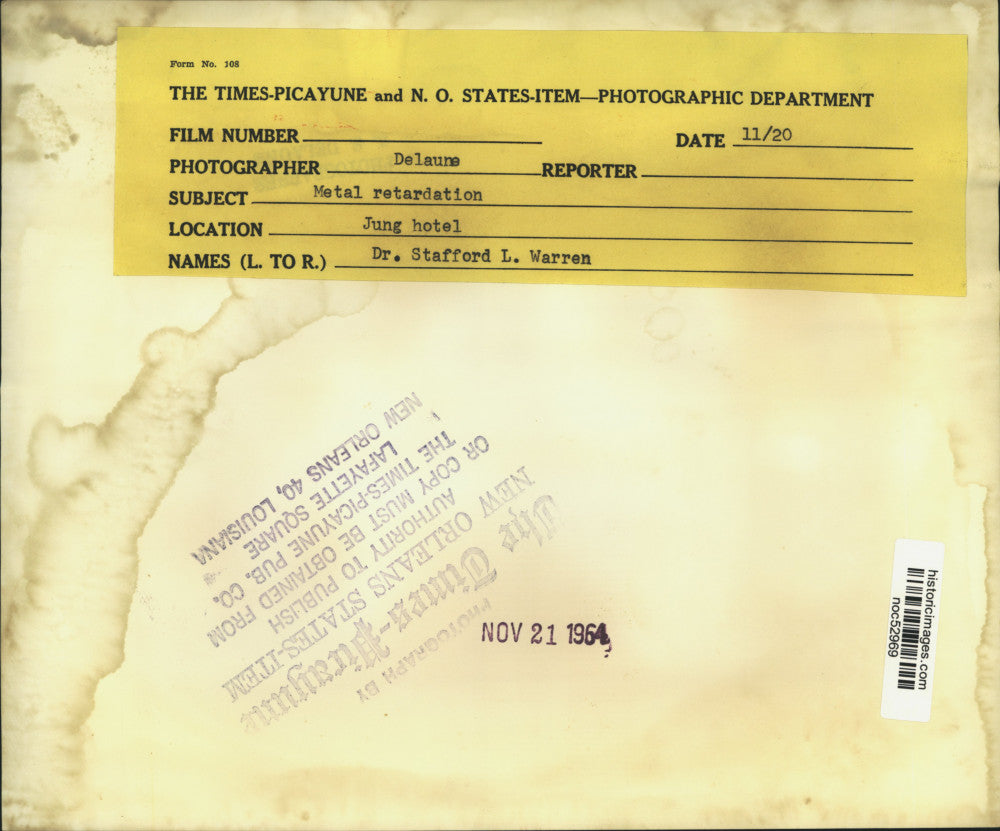 Form No. 108
THE TIMES-PICAYUNE and N. O. STATES-ITEM—PHOTOGRAPHIC DEPARTMENT
FILM NUMBER
DATE 11/20
PHOTOGRAPHER Delaune REPORTER
SUBJECT Metal retardation
LOCATION Jung hotel
NAMES (L. TO R.) Dr. Stafford L. Warren
PHOTOGRAPH BY
The Times-Picayune
NEW ORLEANS STATES-ITEM
AUTHORITY TO PUBLISH
OR COPY MUST BE OBTAINED FROM
THE TIMES-PICAYUNE PUB. CO.
LAFAYETTE SQUARE
NEW ORLEANS 40, LOUISIANA
NOV 21 1964
historicimages.com
noc52969